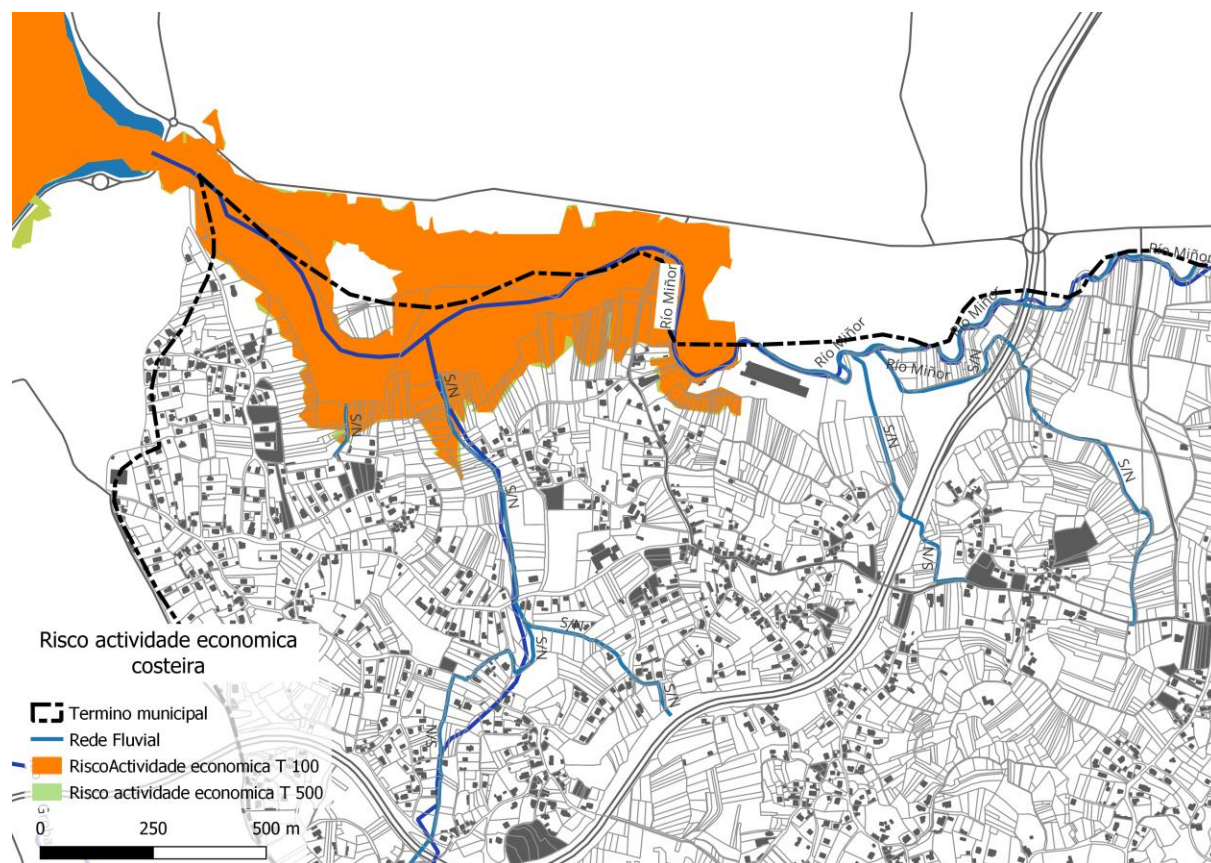 Río Miñor
Río Miñor
Río Miñor
Río Miñor
Río Miñor
S/N
S/N
S/N
S/N
S/N
S/N
S/N
S/N
S/N
S/N
S/N
Risco actividade economica
costeira
Termino municipal
Rede Fluvial
RiscoActividade economica T 100
Risco actividade economica T 500
0 250 500 m